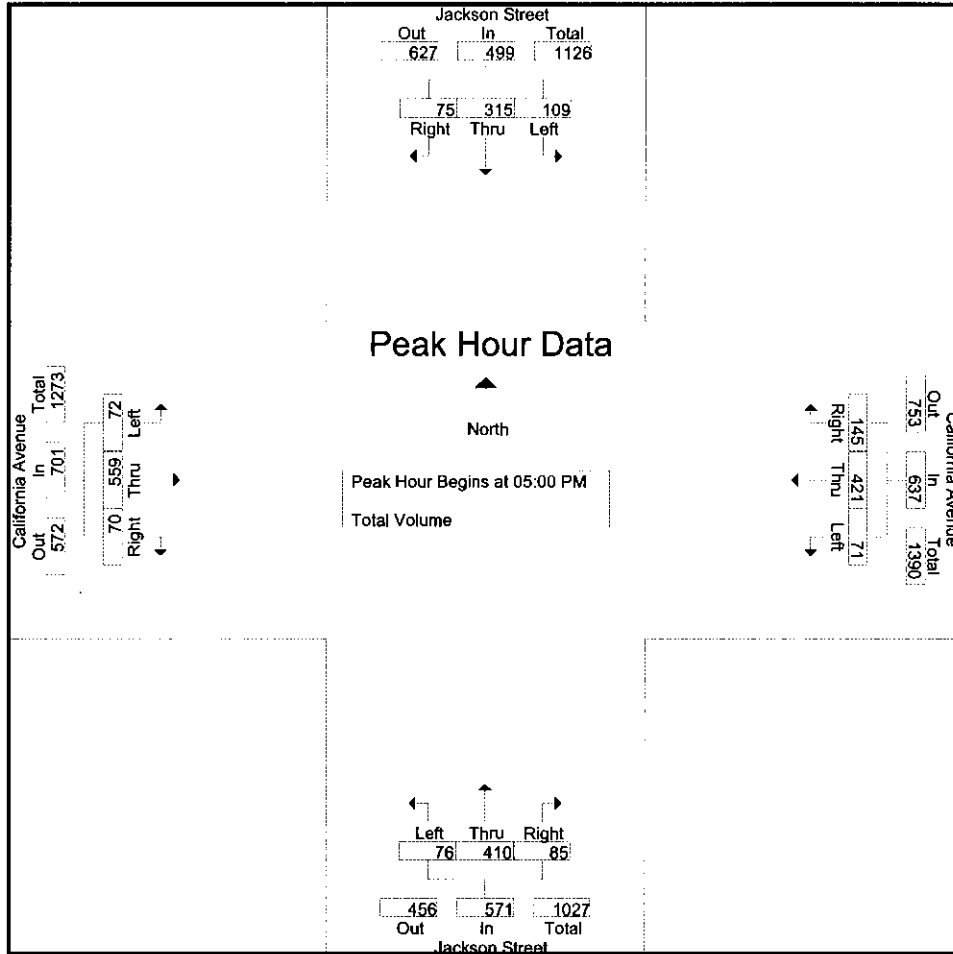 Jackson Street
Out In Total
627 499 1126
75 315 109
Right Thru Left
Peak Hour Data
North
Peak Hour Begins at 05:00 PM
Total Volume
California Avenue
Out In Total
572 701 1273
70 559 72
Right Thru Left
California Avenue
Out In Total
753 637 1390
145 421 71
Right Thru Left
Left Thru Right
76 410 85
456 571 1027
Out In Total
Jackson Street